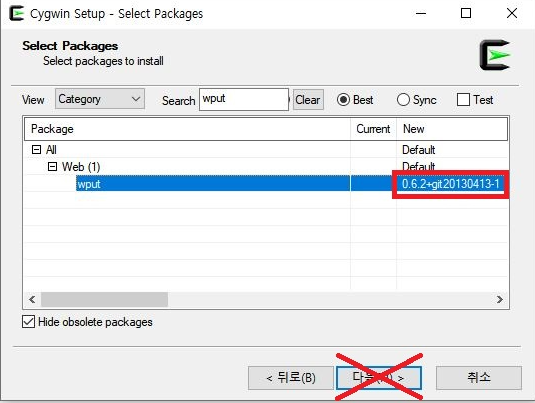 Cygwin Setup - Select Packages
Select Packages
Select packages to install
View Category Search wput Clear Best Sync Test
Package Current New
All Default
Web (1) Default
wput 0.6.2+git20130413-1
Hide obsolete packages
< 뒤로(B) 다음(N) > 취소